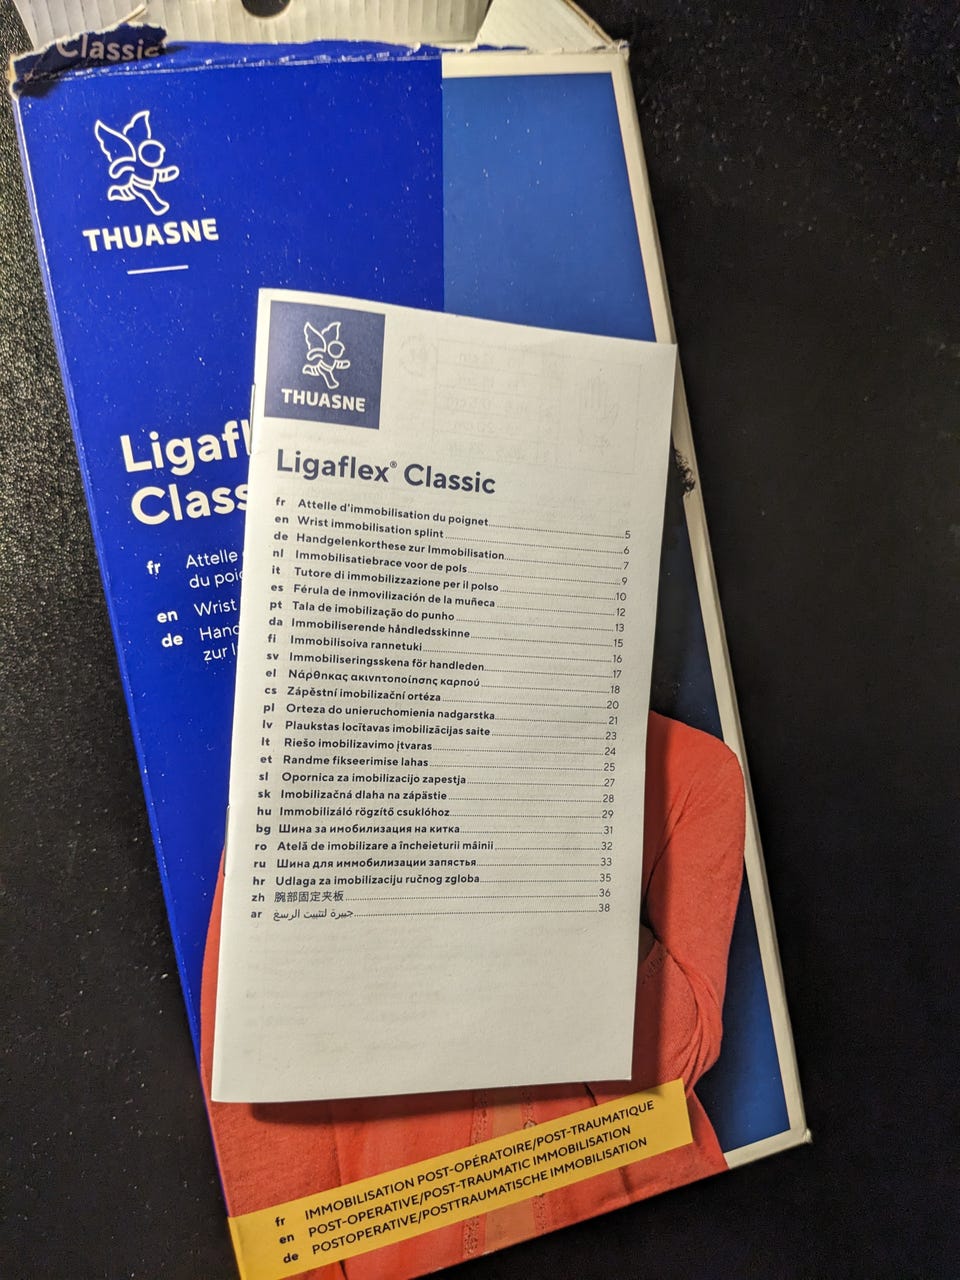 Classic
THUASNE
Ligafl
Class
fr Attelle
du poi
en Wrist
de Hand
zur I
THUASNE
Ligaflex® Classic
fr Attelle d'immobilisation du poignet 5
en Wrist immobilisation splint 6
de Handgelenkorthese zur Immobilisation 7
nl Immobilisatiebrace voor de pols 9
it Tutore di immobilizzazione per il polso 10
es Férula de inmovilización de la muñeca 12
pt Tala de imobilização do punho 13
da Immobiliserende håndledsskinne 15
fi Immobilisoiva rannetuki 16
sv Immobiliseringsskena för handleden 17
el Νάρθηκας ακινητοποίησης καρπού 18
cs Zápěstní imobilizační ortéza 20
pl Orteza do unieruchomienia nadgarstka 21
lv Plaukstas locītavas imobilizācijas saite 23
lt Riešo imobilizavimo įtvaras 24
et Randme fikseerimise lahas 25
sl Opornica za imobilizacijo zapestja 27
sk Imobilizačná dlaha na zápästie 28
hu Immobilizáló rögzítő csuklóhoz 29
bg Шина за имобилизация на китка 31
ro Atelă de imobilizare a încheieturii mâinii 32
ru Шина для иммобилизации запястья 33
hr Udlaga za imobilizaciju ručnog zgloba 35
zh 腕部固定夹板 36
ar جبيرة لتثبيت الرسغ 38
fr IMMOBILISATION POST-OPÉRATOIRE/POST-TRAUMATIQUE
en POST-OPERATIVE/POST-TRAUMATIC IMMOBILISATION
de POSTOPERATIVE/POSTTRAUMATISCHE IMMOBILISATION